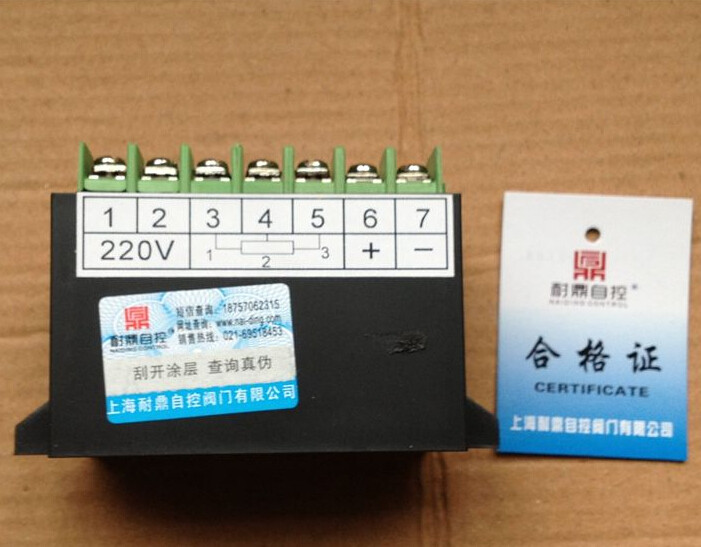 1 2 3 4 5 6 7
220V 1 2 3 + −
耐鼎自控®
NAIDING CONTROL
短信查询: 18757062315
网址查询: www.nai-ding.com
销售热线: 021-69516453
刮开涂层 查询真伪
上海耐鼎自控阀门有限公司
耐鼎自控®
NAIDING CONTROL
合格证
CERTIFICATE
上海耐鼎自控阀门有限公司